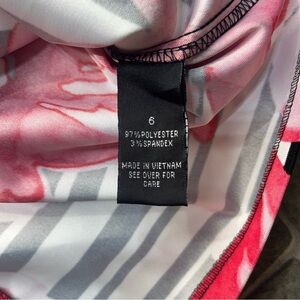 6
97%POLYESTER
3%SPANDEX
MADE IN VIETNAM
SEE OVER FOR
CARE